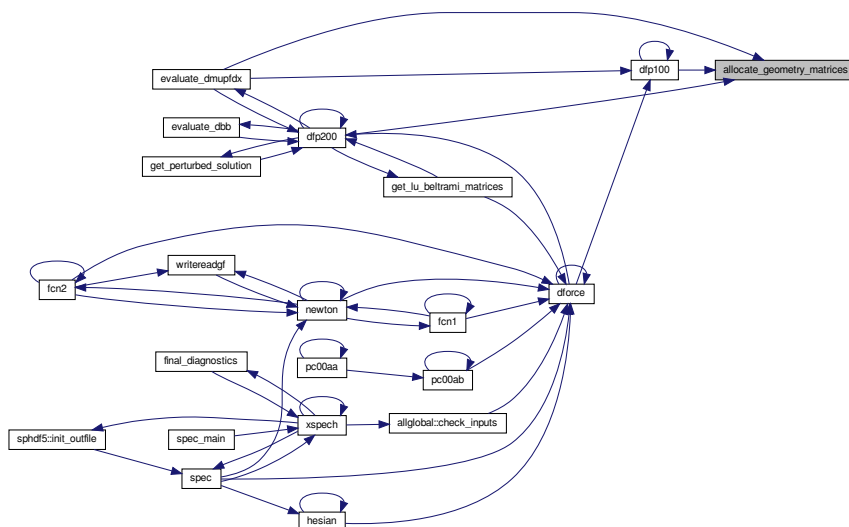 evaluate_dmupfdx
dfp100
allocate_geometry_matrices
evaluate_dbb
dfp200
get_perturbed_solution
get_lu_beltrami_matrices
writereadgf
fcn2
newton
dforce
fcn1
final_diagnostics
pc00aa
pc00ab
sphdf5::init_outfile
spec_main
xspech
allglobal::check_inputs
spec
hesian